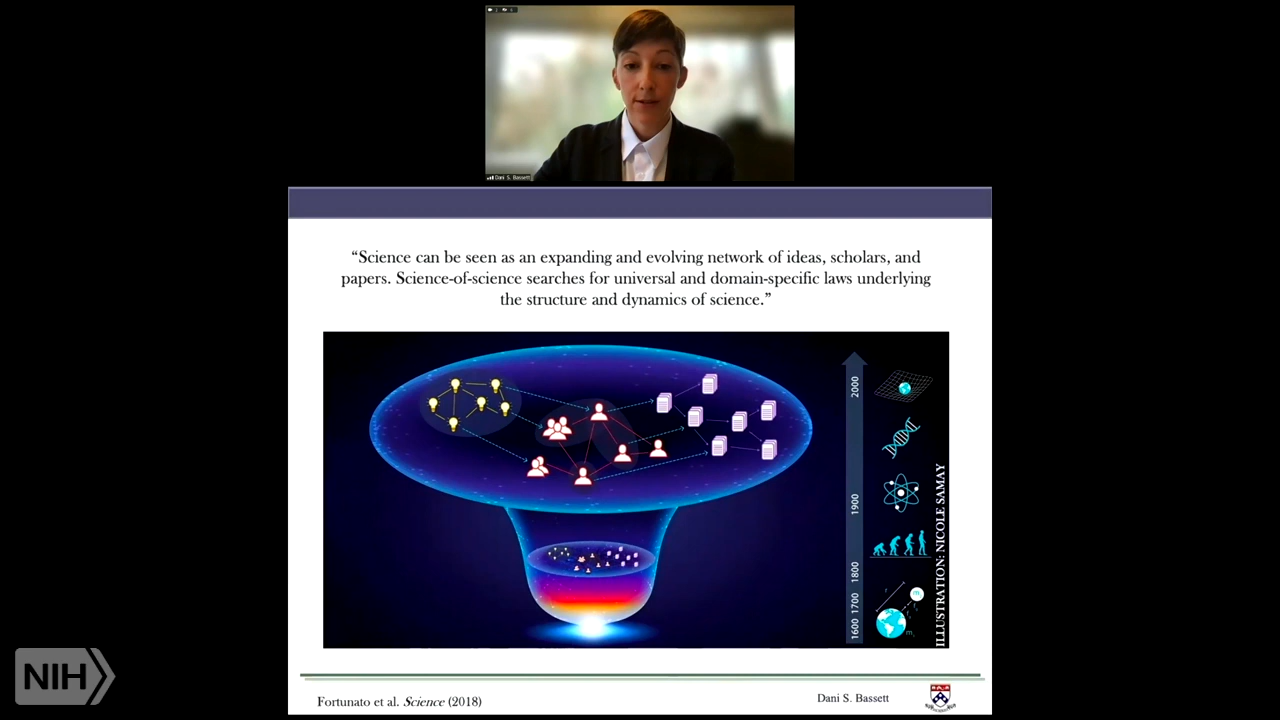 Dani S. Bassett
“Science can be seen as an expanding and evolving network of ideas, scholars, and
papers. Science-of-science searches for universal and domain-specific laws underlying
the structure and dynamics of science.”
2000
1900
1800
1700
1600
ILLUSTRATION: NICOLE SAMAY
NIH
Fortunato et al. Science (2018)
Dani S. Bassett